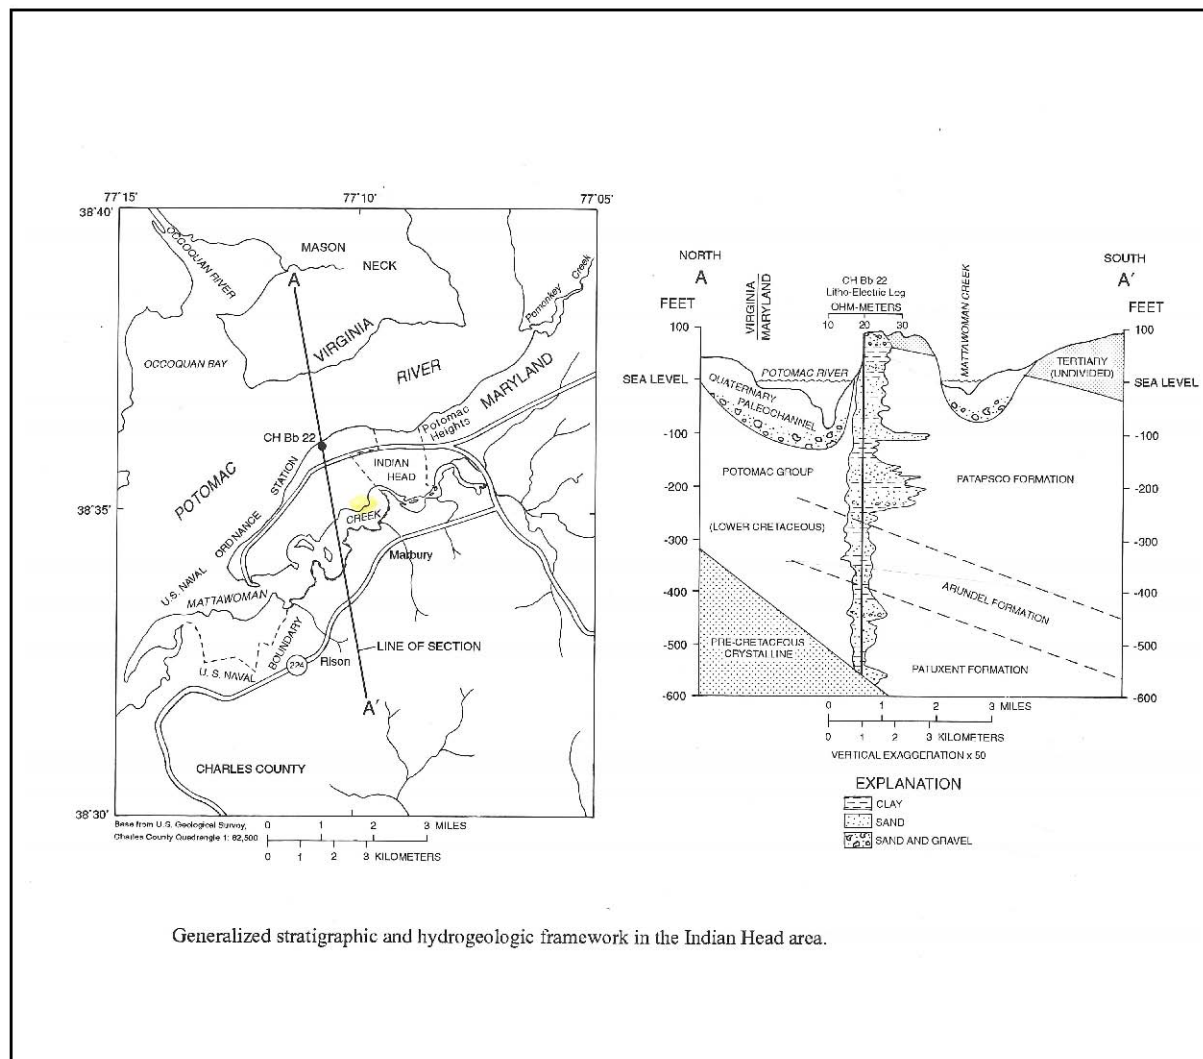 77°15'
77°10'
77°05'
38°40'
OCCOQUAN RIVER
MASON
NECK
A
Pomonkey Creek
VIRGINIA
OCCOQUAN BAY
RIVER
MARYLAND
Potomac
Heights
CH Bb 22
INDIAN
HEAD
POTOMAC
STATION
38°35'
CREEK
ORDNANCE
Marbury
U.S. NAVAL
MATTAWOMAN
BOUNDARY
LINE OF SECTION
224
Rison
U. S. NAVAL
A'
CHARLES COUNTY
38°30'
Base from U.S. Geological Survey,
Charles County Quadrangle 1: 62,500
0 1 2 3 MILES
0 1 2 3 KILOMETERS
NORTH
A
FEET
VIRGINIA
MARYLAND
CH Bb 22
Litho-Electric Log
OHM-METERS
10 20 30
MATTAWOMAN CREEK
SOUTH
A'
FEET
100
100
POTOMAC RIVER
TERTIARY
(UNDIVIDED)
SEA LEVEL
SEA LEVEL
QUATERNARY
PALEOCHANNEL
-100
-100
POTOMAC GROUP
PATAPSCO FORMATION
-200
-200
(LOWER CRETACEOUS)
-300
-300
ARUNDEL FORMATION
-400
-400
-500
-500
PRE-CRETACEOUS
CRYSTALLINE
PATUXENT FORMATION
-600
-600
0 1 2 3 MILES
0 1 2 3 KILOMETERS
VERTICAL EXAGGERATION x 50
EXPLANATION
CLAY
SAND
SAND AND GRAVEL
Generalized stratigraphic and hydrogeologic framework in the Indian Head area.